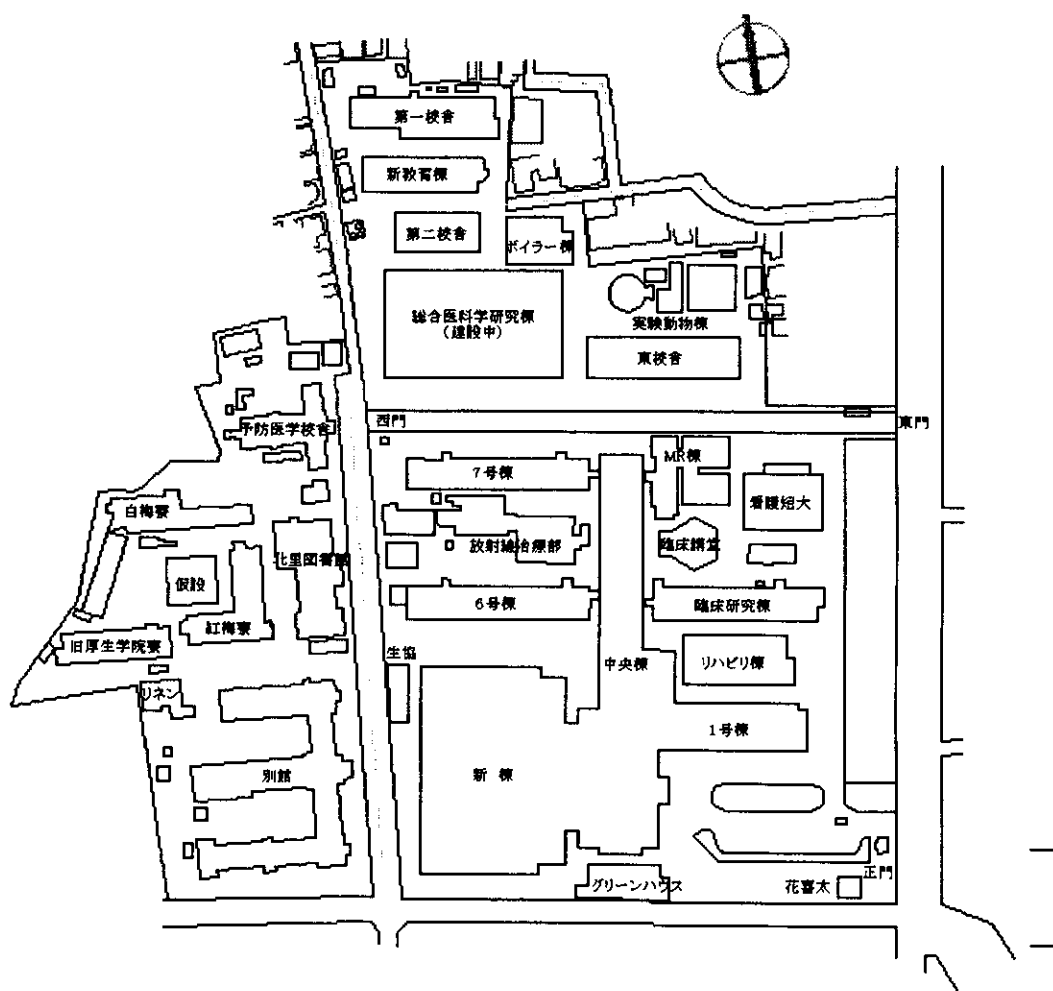 第一校舎
新教育棟
第二校舎
ボイラー棟
総合医科学研究棟
(建設中)
実験動物棟
東校舎
西門
東門
予防医学校舎
MR棟
7号棟
看護短大
白梅寮
北里図書館
放射線治療部
臨床講堂
仮設
6号棟
臨床研究棟
紅梅寮
旧厚生学院寮
生協
中央棟
リハビリ棟
リネン
1号棟
別館
新棟
正門
グリーンハウス
花喜太